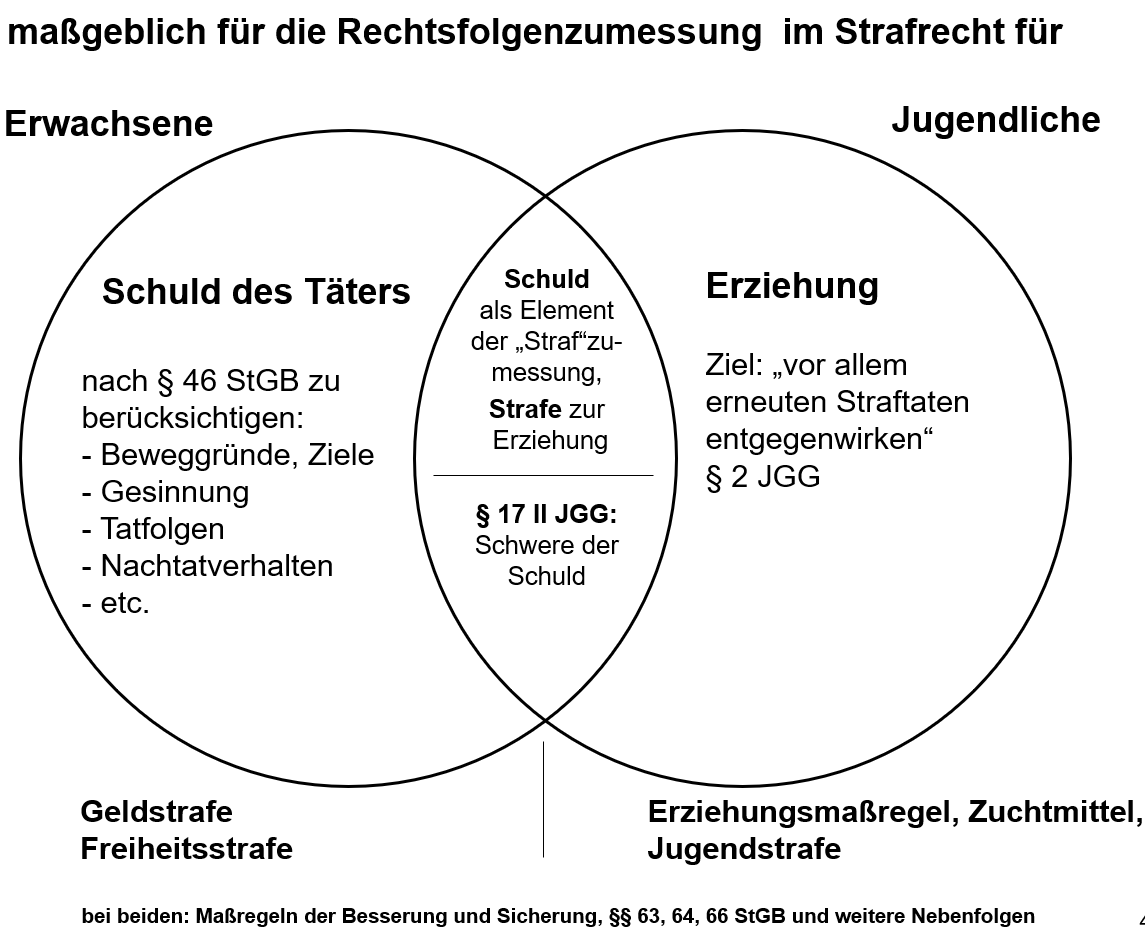 maßgeblich für die Rechtsfolgenzumessung  im Strafrecht für
Erwachsene
Jugendliche
Schuld des Täters
nach § 46 StGB zu
berücksichtigen:
- Beweggründe, Ziele
- Gesinnung
- Tatfolgen
- Nachtatverhalten
- etc.
Schuld
als Element
der „Straf“zu-
messung,
Strafe zur
Erziehung
§ 17 II JGG:
Schwere der
Schuld
Erziehung
Ziel: „vor allem
erneuten Straftaten
entgegenwirken“
§ 2 JGG
Geldstrafe
Freiheitsstrafe
Erziehungsmaßregel, Zuchtmittel,
Jugendstrafe
bei beiden: Maßregeln der Besserung und Sicherung, §§ 63, 64, 66 StGB und weitere Nebenfolgen